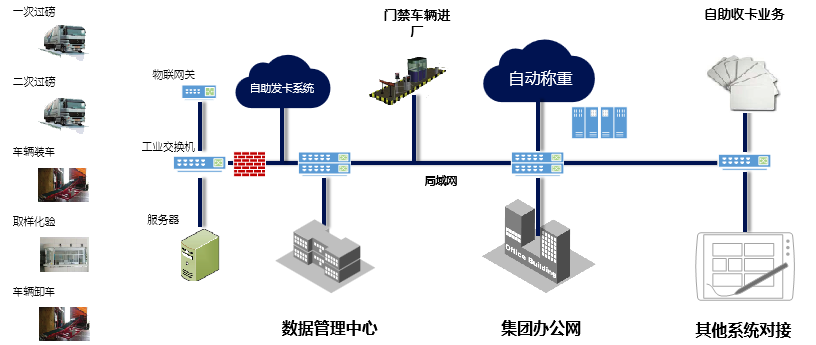 一次过磅
二次过磅
车辆装车
取样化验
车辆卸车
物联网关
工业交换机
服务器
自助发卡系统
门禁车辆进
厂
自动称重
自助收卡业务
局域网
Office Building
数据管理中心
集团办公网
其他系统对接